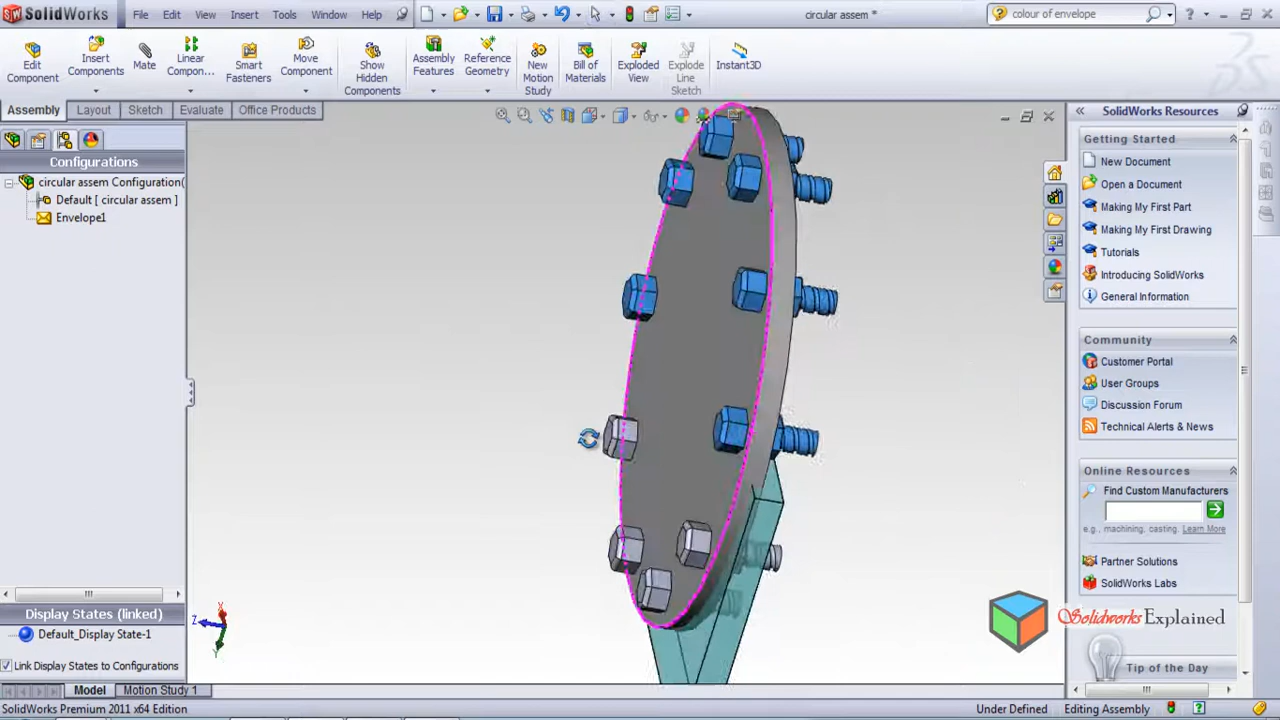 SolidWorks File Edit View Insert Tools Window Help circular assem * colour of envelope
Edit Component
Insert Components
Mate
Linear Compon...
Smart Fasteners
Move Component
Show Hidden Components
Assembly Features
Reference Geometry
New Motion Study
Bill of Materials
Exploded View
Explode Line Sketch
Instant3D
Assembly Layout Sketch Evaluate Office Products
Configurations
circular assem Configuration(
Default [ circular assem ]
Envelope1
Display States (linked)
Default_Display State-1
Link Display States to Configurations
Model Motion Study 1
SolidWorks Premium 2011 x64 Edition
X
Z
Y
SolidWorks Resources
Getting Started
New Document
Open a Document
Making My First Part
Making My First Drawing
Tutorials
Introducing SolidWorks
General Information
Community
Customer Portal
User Groups
Discussion Forum
Technical Alerts & News
Online Resources
Find Custom Manufacturers
e.g., machining, casting. Learn More
Partner Solutions
SolidWorks Labs
Solidworks Explained
Tip of the Day
Under Defined Editing Assembly